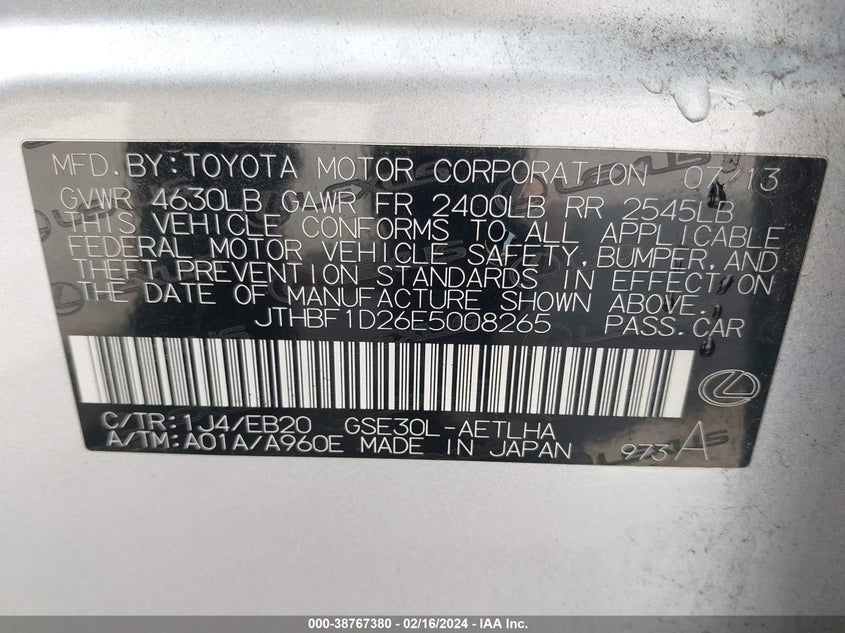 MFD.BY:TOYOTA MOTOR CORPORATION 07/13
GVWR 4630LB GAWR FR 2400LB RR 2545LB
THIS VEHICLE CONFORMS TO ALL APPLICABLE
FEDERAL MOTOR VEHICLE SAFETY,BUMPER,AND
THEFT PREVENTION STANDARDS IN EFFECT ON
THE DATE OF MANUFACTURE SHOWN ABOVE.
JTHBF1D26E5008265 PASS.CAR
C/TR:1J4/EB20 GSE30L-AETLHA
A/TM:A01A/A960E MADE IN JAPAN 973A
LEXUS
000-38767380 - 02/16/2024 - IAA Inc.